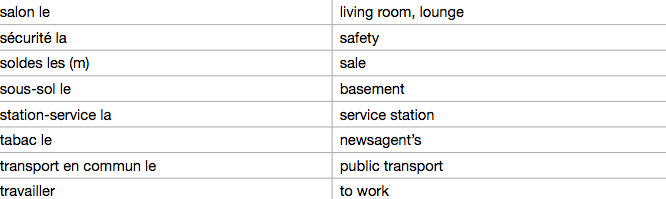 salon le living room, lounge
sécurité la safety
soldes les (m) sale
sous-sol le basement
station-service la service station
tabac le newsagent’s
transport en commun le public transport
travailler to work